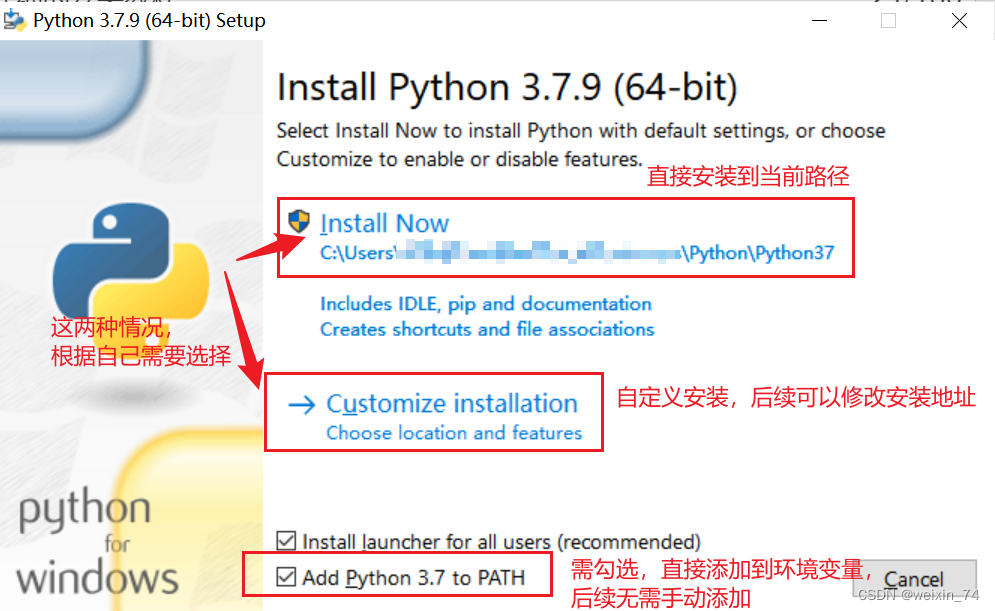 Python 3.7.9 (64-bit) Setup
Install Python 3.7.9 (64-bit)
Select Install Now to install Python with default settings, or choose
Customize to enable or disable features.
直接安装到当前路径
Install Now
C:\Users\
\Python\Python37
Includes IDLE, pip and documentation
Creates shortcuts and file associations
这两种情况，
根据自己需要选择
Customize installation
Choose location and features
自定义安装，后续可以修改安装地址
python
for
windows
Install launcher for all users (recommended)
Add Python 3.7 to PATH
需勾选，直接添加到环境变量，
后续无需手动添加
Cancel
CSDN @weixin_74